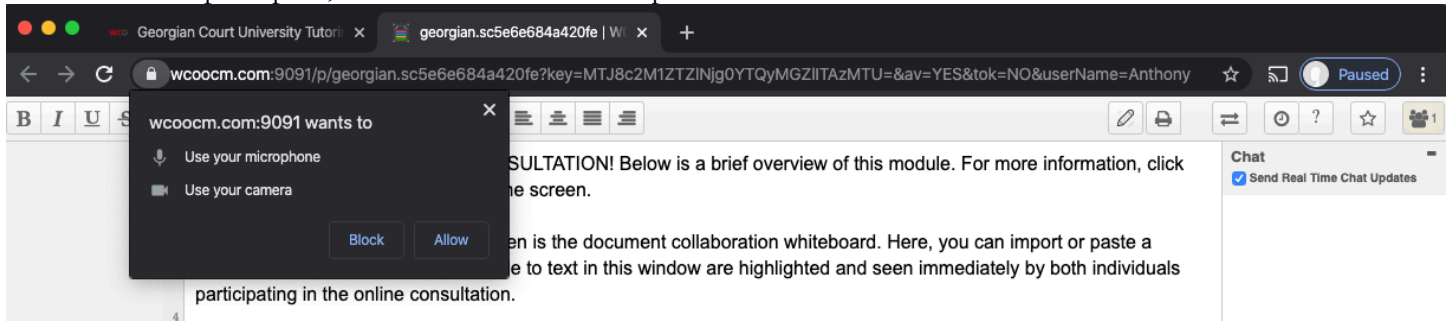 wco Georgian Court University Tutori
georgian.sc5e6e684a420fe | W
wcoocm.com:9091/p/georgian.sc5e6e684a420fe?key=MTJ8c2M1ZTZlNjg0YTQyMGZlITAzMTU=&av=YES&tok=NO&userName=Anthony
Paused
B I U S
? 1
wcoocm.com:9091 wants to
Use your microphone
Use your camera
Block Allow
SULTATION! Below is a brief overview of this module. For more information, click
screen.
is the document collaboration whiteboard. Here, you can import or paste a
to text in this window are highlighted and seen immediately by both individuals
participating in the online consultation.
4
Chat
Send Real Time Chat Updates